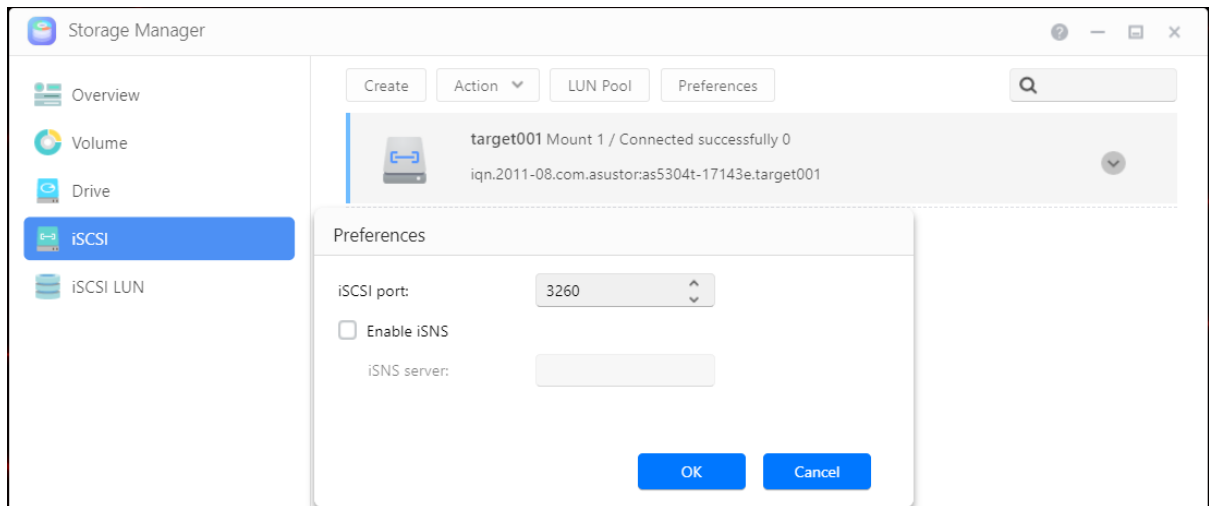 Storage Manager
Overview
Volume
Drive
iSCSI
iSCSI LUN
Create Action LUN Pool Preferences
target001 Mount 1 / Connected successfully 0
iqn.2011-08.com.asustor:as5304t-17143e.target001
Preferences
iSCSI port: 3260
Enable iSNS
iSNS server:
OK Cancel